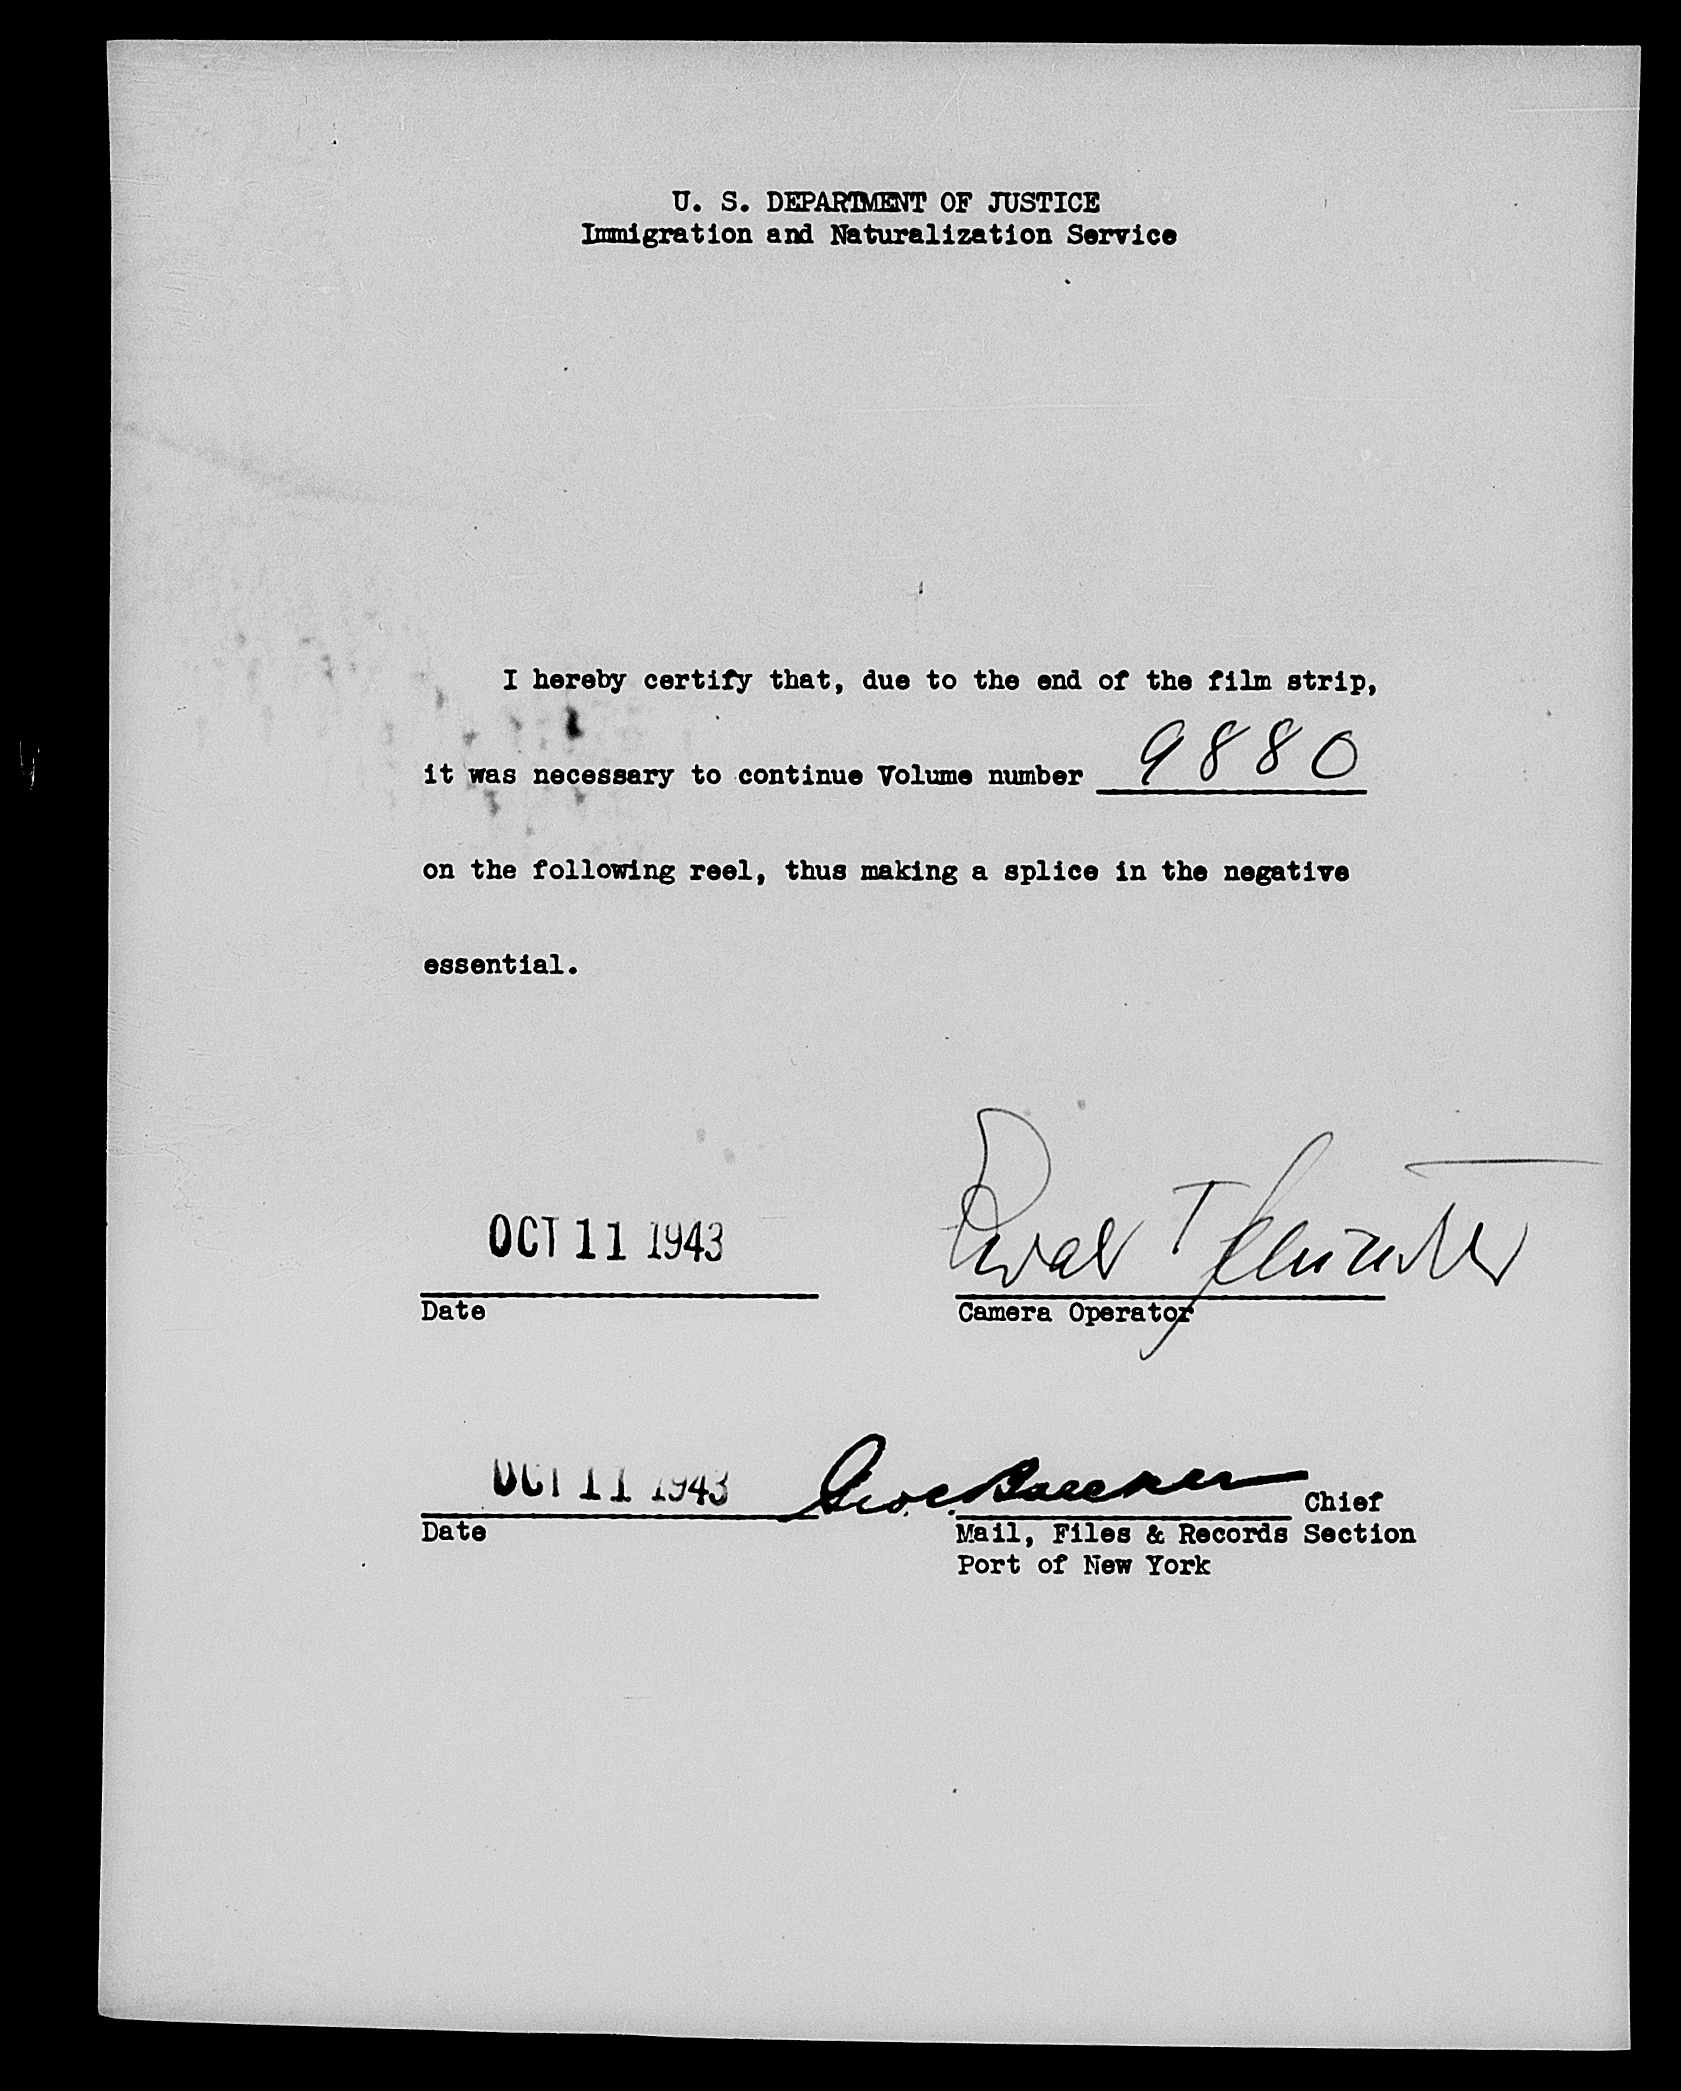 U. S. DEPARTMENT OF JUSTICE
Immigration and Naturalization Service
I hereby certify that, due to the end of the film strip,
it was necessary to continue Volume number 9880
on the following reel, thus making a splice in the negative
essential.
OCT 11 1943
Date
Camera Operator
OCT 11 1943 Geo. C. Chief
Date
Mail, Files & Records Section
Port of New York